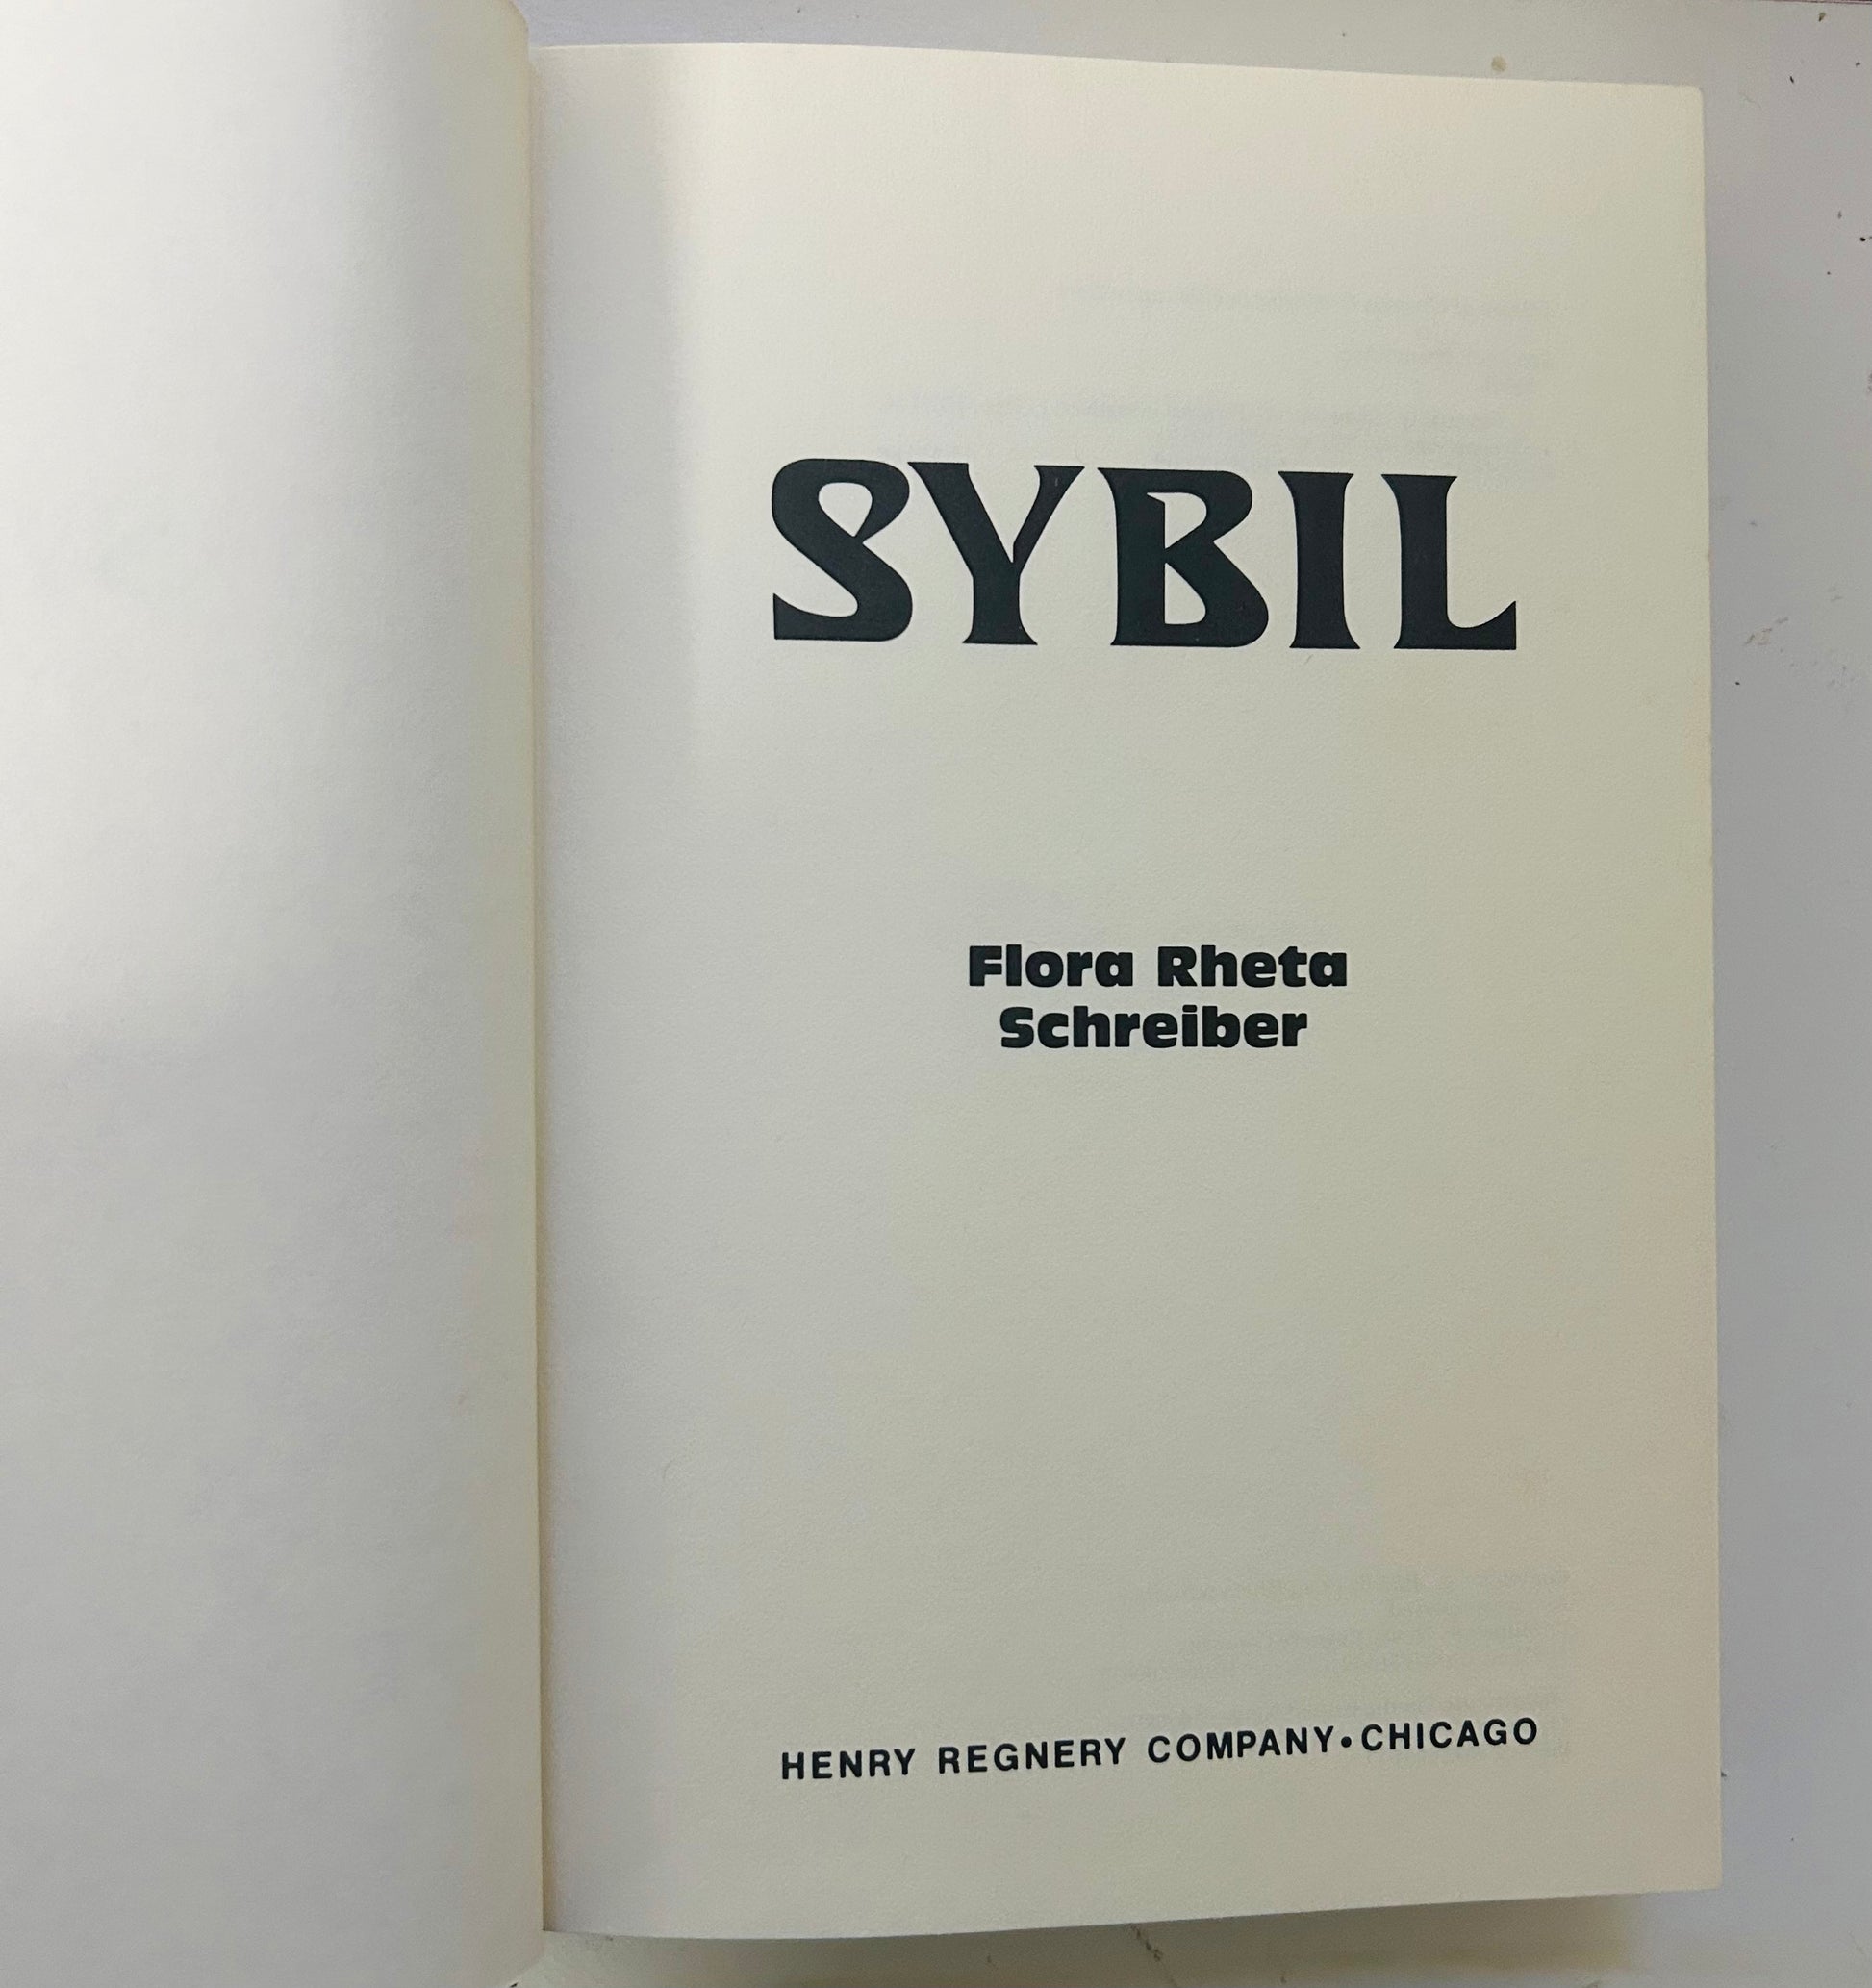 SYBIL
Flora Rheta
Schreiber
HENRY REGNERY COMPANY•CHICAGO